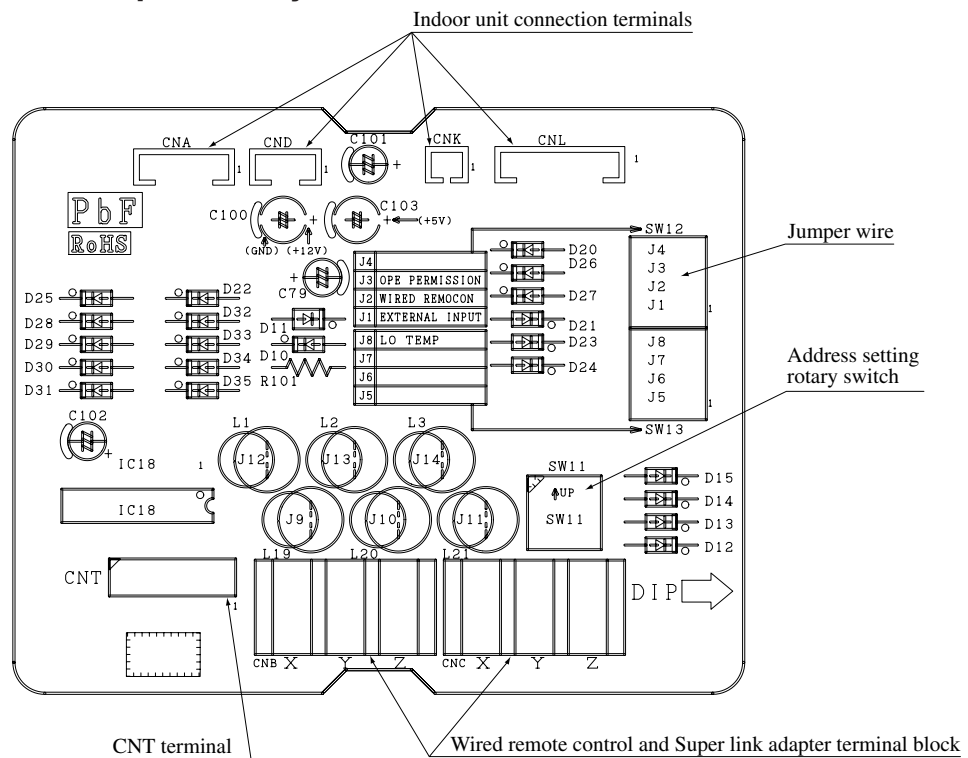 Indoor unit connection terminals
CNA
CND
C101
CNK
CNL
1
1
+
1
1
PbF
RoHS
C100
+
+
C103
(+5V)
(GND) (+12V)
SW12
Jumper wire
D20
D26
D27
D21
D23
D24
J4
J3 OPE PERMISSION
J2 WIRED REMOCON
J1 EXTERNAL INPUT
J8 LO TEMP
J7
J6
J5
J4
J3
J2
J1
1
J8
J7
J6
J5
1
SW13
+
C79
D25
D28
D29
D30
D31
D22
D32
D33
D34
D35
D11
D10
R101
Address setting
rotary switch
C102
+
IC18
1
IC18
L1
L2
L3
J12
J13
J14
J9
J10
J11
L19
L20
L21
SW11
UP
SW11
D15
D14
D13
D12
CNT
1
DIP
CNB X Y Z
CNC X Y Z
CNT terminal
Wired remote control and Super link adapter terminal block